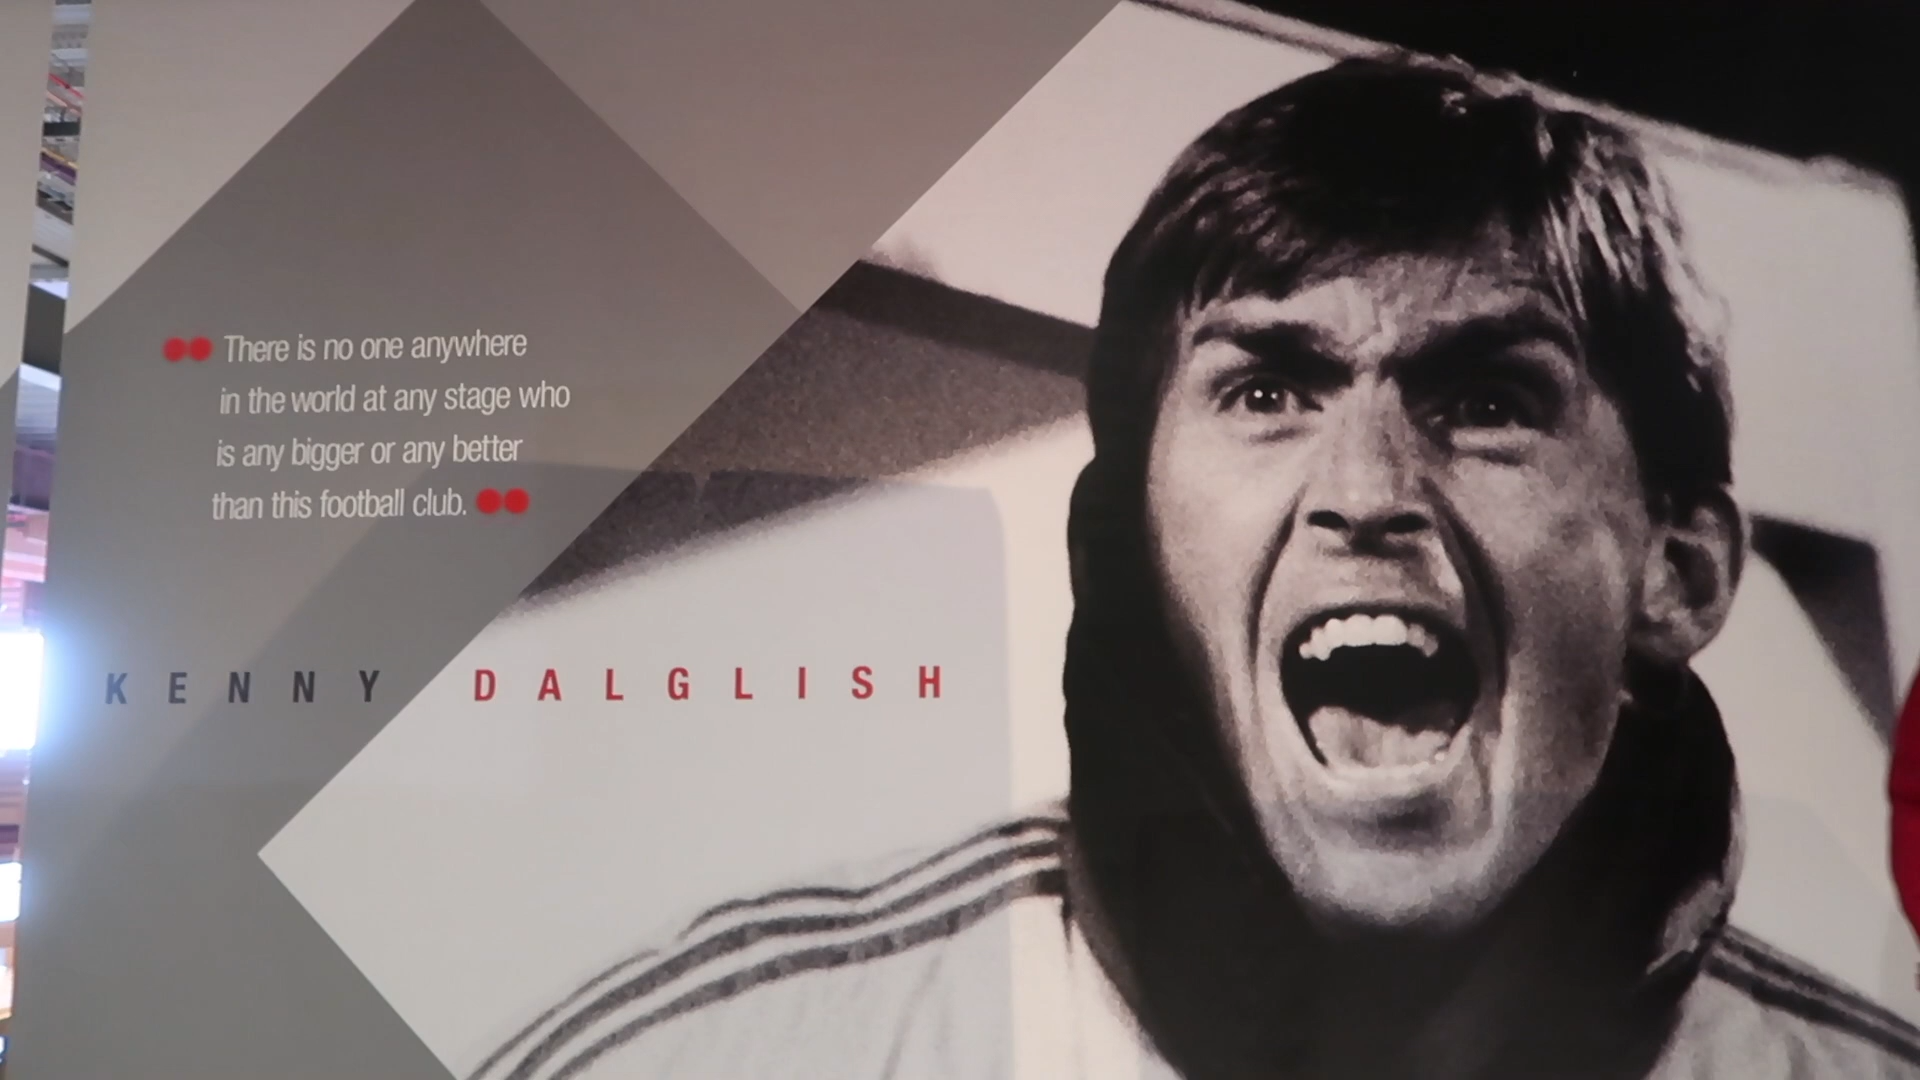 There is no one anywhere
in the world at any stage who
is any bigger or any better
than this football club.
KENNY DALGLISH